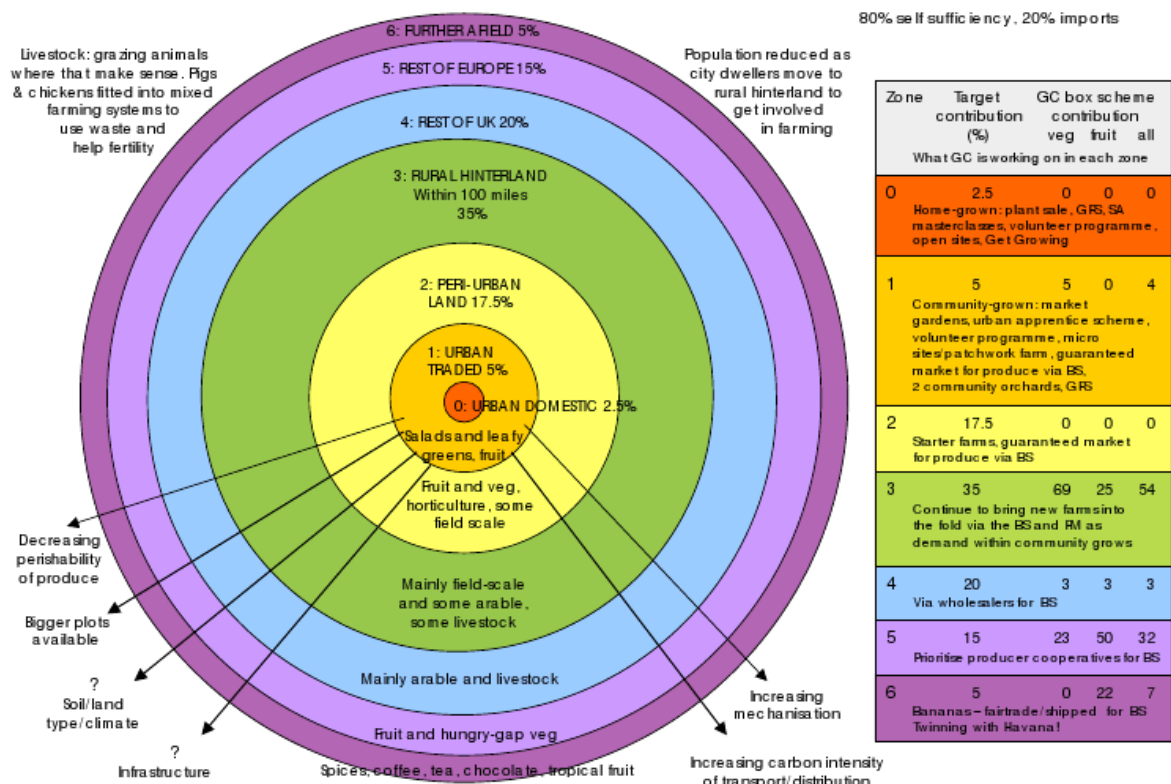 80% self sufficiency, 20% imports
Livestock: grazing animals
where that make sense. Pigs
& chickens fitted into mixed
farming systems to
use waste and
help fertility
Population reduced as
city dwellers move to
rural hinterland to
get involved
in farming
6: FURTHER AFIELD 5%
5: REST OF EUROPE 15%
4: REST OF UK 20%
3: RURAL HINTERLAND
Within 100 miles
35%
2: PERI-URBAN
LAND 17.5%
1: URBAN
TRADED 5%
0: URBAN DOMESTIC 2.5%
Salads and leafy
greens, fruit
Fruit and veg,
horticulture, some
field scale
Mainly field-scale
and some arable,
some livestock
Mainly arable and livestock
Fruit and hungry-gap veg
Spices, coffee, tea, chocolate, tropical fruit
Decreasing
perishability
of produce
Bigger plots
available
?
Soil/land
type/climate
?
Infrastructure
Increasing
mechanisation
Increasing carbon intensity
of transport/distribution
Zone Target GC box scheme
contribution contribution
(%) veg fruit all
What GC is working on in each zone
0 2.5 0 0 0
Home-grown: plant sale, GRS, SA
masterclasses, volunteer programme,
open sites, Get Growing
1 5 5 0 4
Community-grown: market
gardens, urban apprentice scheme,
volunteer programme, micro
sites/patchwork farm, guaranteed
market for produce via BS,
2 community orchards, GRS
2 17.5 0 0 0
Starter farms, guaranteed market
for produce via BS
3 35 69 25 54
Continue to bring new farms into
the fold via the BS and FM as
demand within community grows
4 20 3 3 3
Via wholesalers for BS
5 15 23 50 32
Prioritise producer cooperatives for BS
6 5 0 22 7
Bananas – fairtrade/shipped for BS
Twinning with Havana!